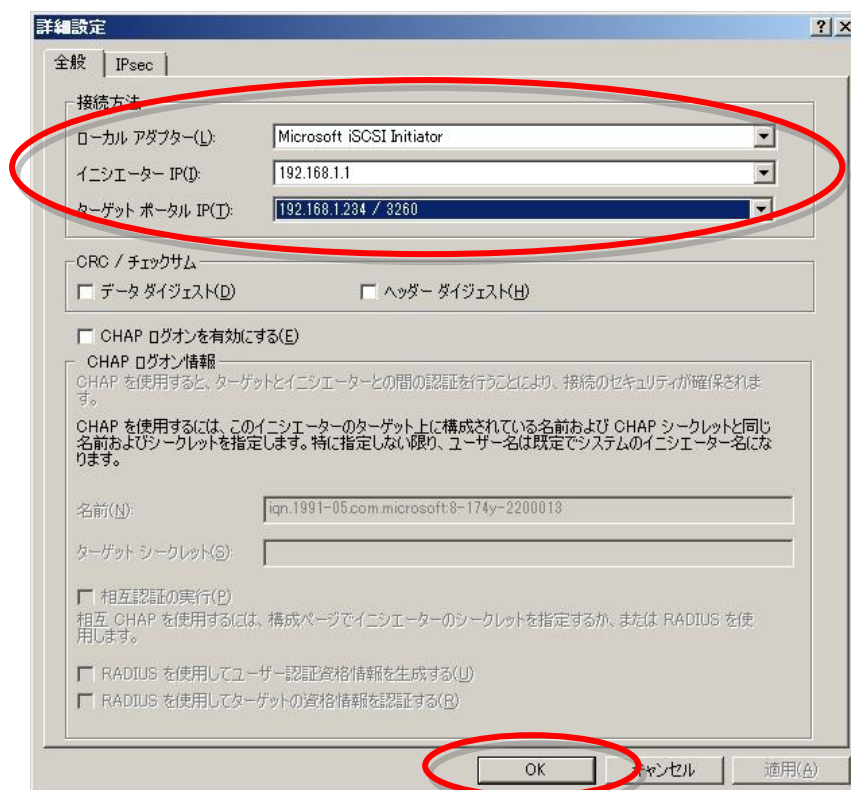 詳細設定
全般 IPsec
接続方法
ローカル アダプター(L): Microsoft iSCSI Initiator
イニシエーター IP(I): 192.168.1.1
ターゲット ポータル IP(T): 192.168.1.234 / 3260
CRC / チェックサム
データ ダイジェスト(D) ヘッダー ダイジェスト(H)
CHAP ログオンを有効にする(E)
CHAP ログオン情報
CHAP を使用すると、ターゲットとイニシエーターとの間の認証を行うことにより、接続のセキュリティが確保されま
す。
CHAP を使用するには、このイニシエーターのターゲット上に構成されている名前および CHAP シークレットと同じ
名前およびシークレットを指定します。特に指定しない限り、ユーザー名は既定でシステムのイニシエーター名にな
ります。
名前(N): iqn.1991-05.com.microsoft:8-174y-2200013
ターゲット シークレット(S):
相互認証の実行(P)
相互 CHAP を使用するには、構成ページでイニシエーターのシークレットを指定するか、または RADIUS を使
用します。
RADIUS を使用してユーザー認証資格情報を生成する(U)
RADIUS を使用してターゲットの資格情報を認証する(R)
OK キャンセル 適用(A)